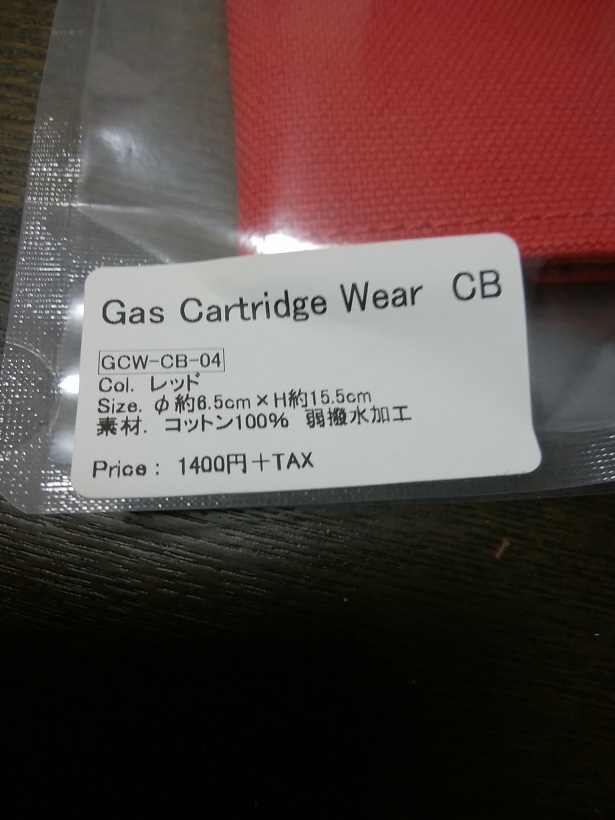 Gas Cartridge Wear CB
GCW-CB-04
Col. レッド
Size. φ約6.5cm×H約15.5cm
素材. コットン100% 弱撥水加工
Price : 1400円+TAX